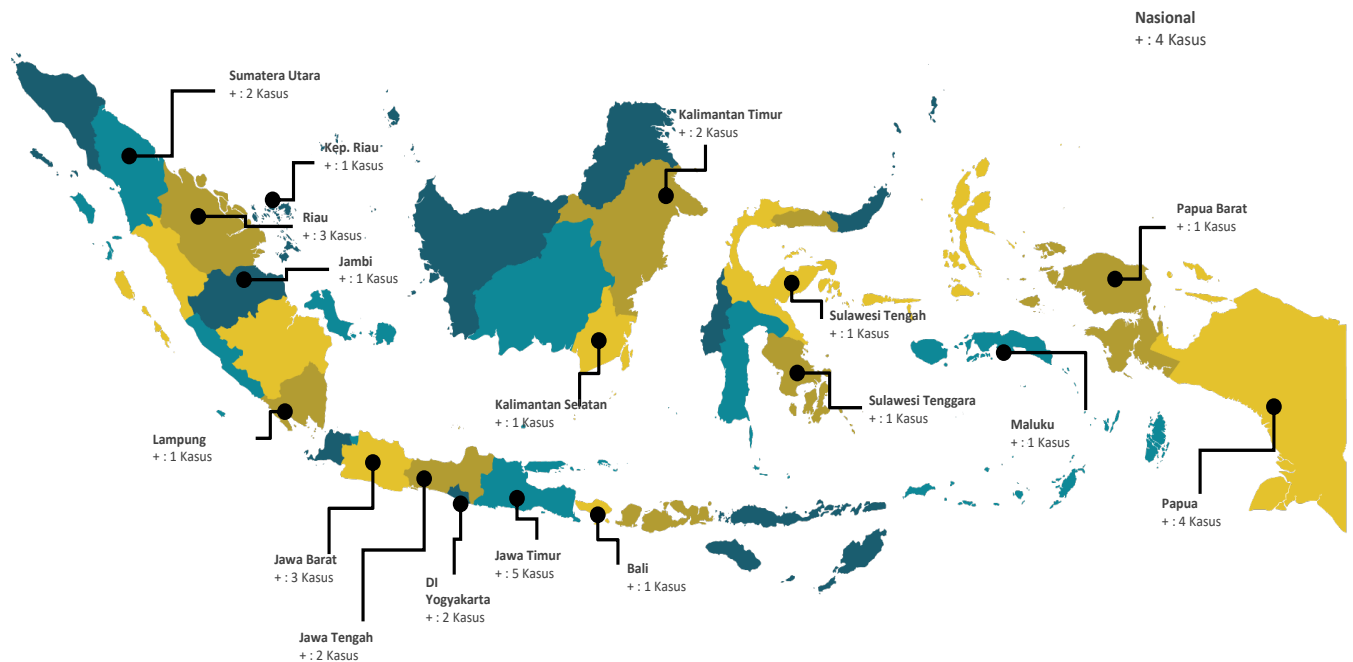 Nasional
+ : 4 Kasus
Sumatera Utara
+ : 2 Kasus
Kep. Riau
+ : 1 Kasus
Kalimantan Timur
+ : 2 Kasus
Riau
+ : 3 Kasus
Papua Barat
+ : 1 Kasus
Jambi
+ : 1 Kasus
Sulawesi Tengah
+ : 1 Kasus
Kalimantan Selatan
+ : 1 Kasus
Sulawesi Tenggara
+ : 1 Kasus
Maluku
+ : 1 Kasus
Lampung
+ : 1 Kasus
Papua
+ : 4 Kasus
Jawa Barat
+ : 3 Kasus
Jawa Timur
+ : 5 Kasus
Bali
+ : 1 Kasus
DI
Yogyakarta
+ : 2 Kasus
Jawa Tengah
+ : 2 Kasus